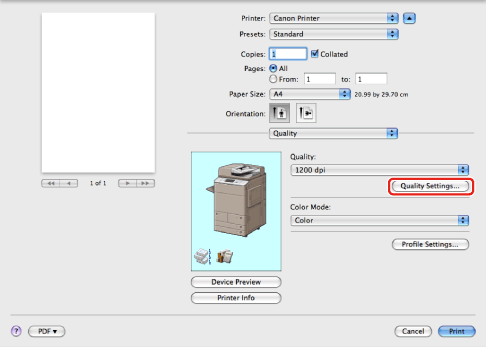 Printer: Canon Printer
Presets: Standard
Copies: 1 Collated
Pages: All
From: 1 to: 1
Paper Size: A4 20.99 by 29.70 cm
Orientation:
Quality
Quality:
1200 dpi
Quality Settings...
1 of 1
Color Mode:
Color
Profile Settings...
Device Preview
Printer Info
? PDF Cancel Print